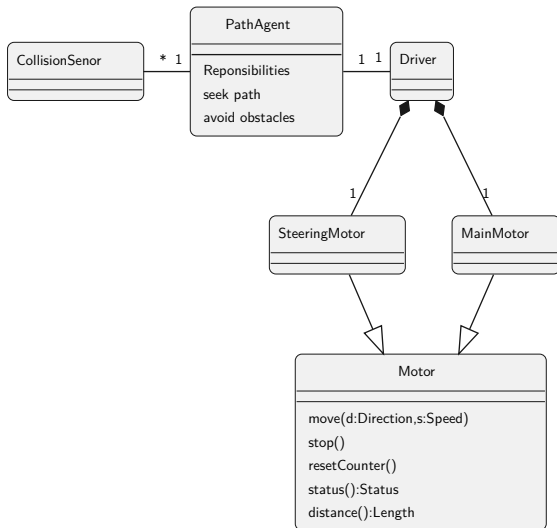 PathAgent
CollisionSenor
* 1
Reponsibilities
seek path
avoid obstacles
1 1
Driver
1
1
SteeringMotor
MainMotor
Motor
move(d:Direction,s:Speed)
stop()
resetCounter()
status():Status
distance():Length